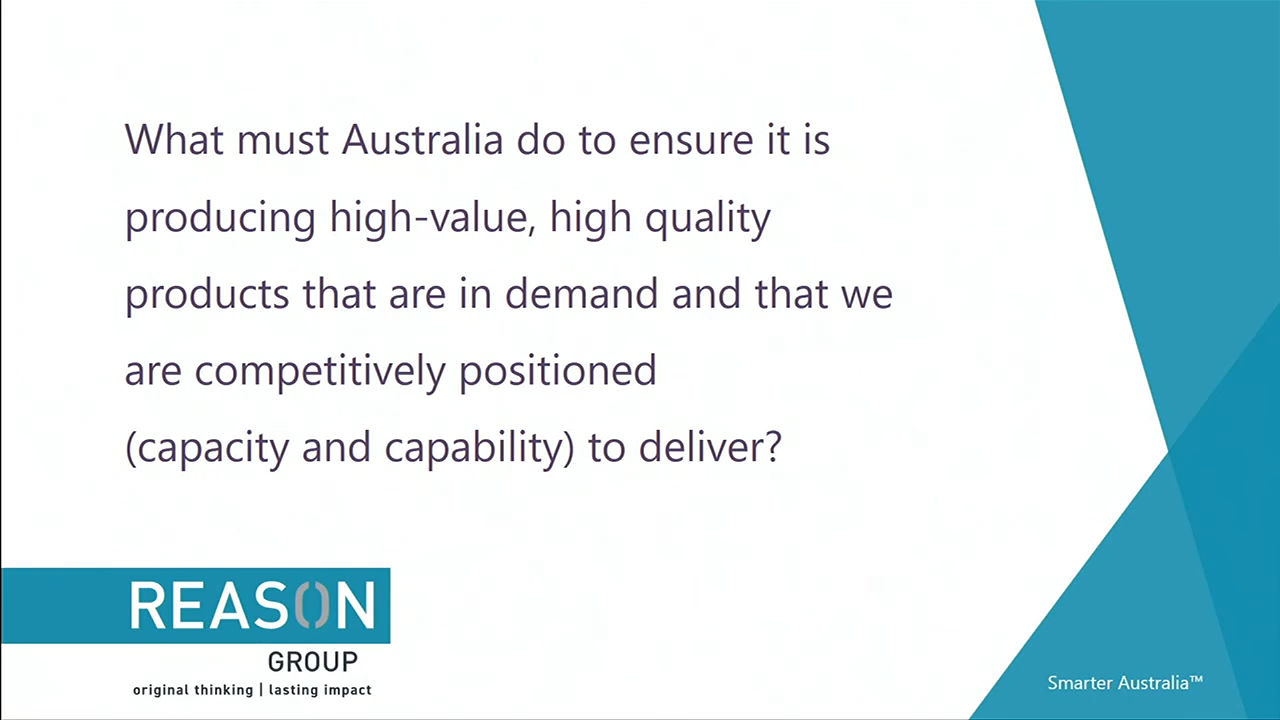 What must Australia do to ensure it is
producing high-value, high quality
products that are in demand and that we
are competitively positioned
(capacity and capability) to deliver?
REASON
GROUP
original thinking | lasting impact
Smarter Australia™